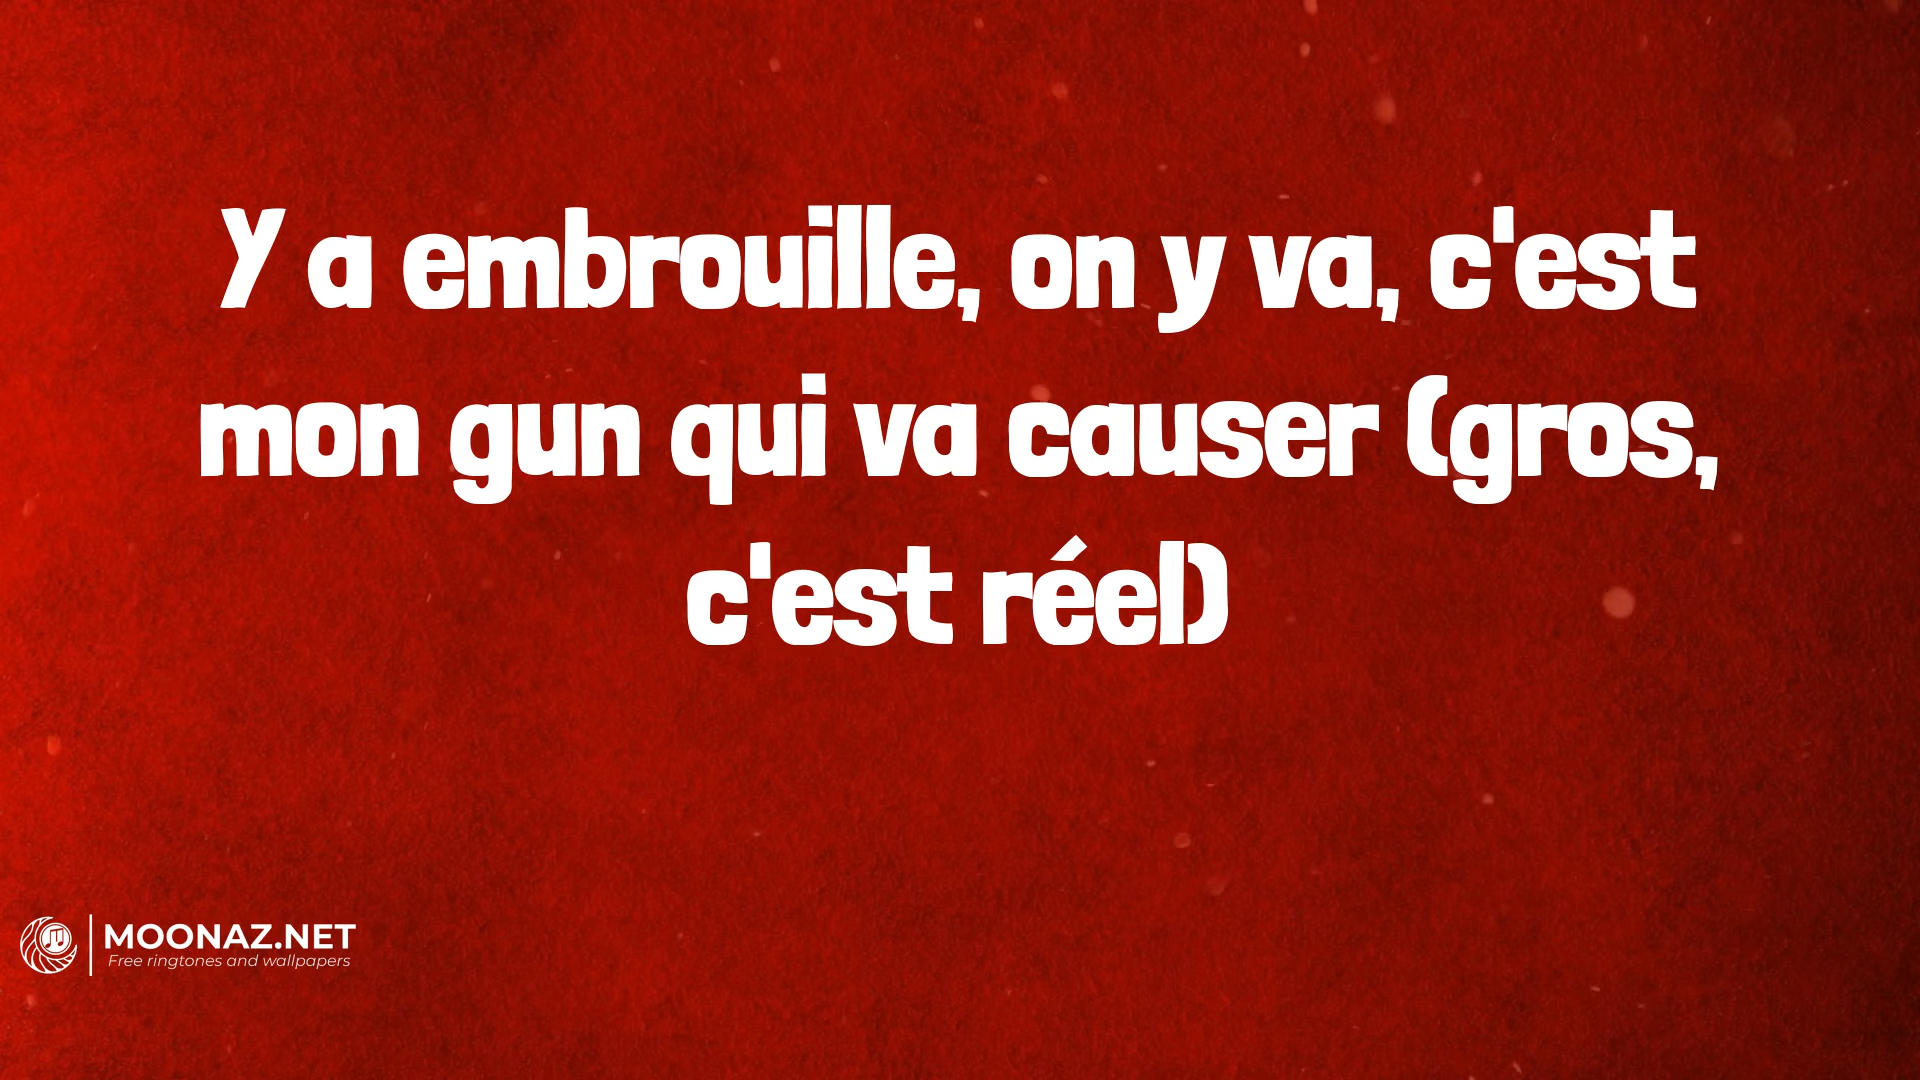 Y a embrouille, on y va, c'est
mon gun qui va causer (gros,
c'est réel)
MOONAZ.NET
Free ringtones and wallpapers